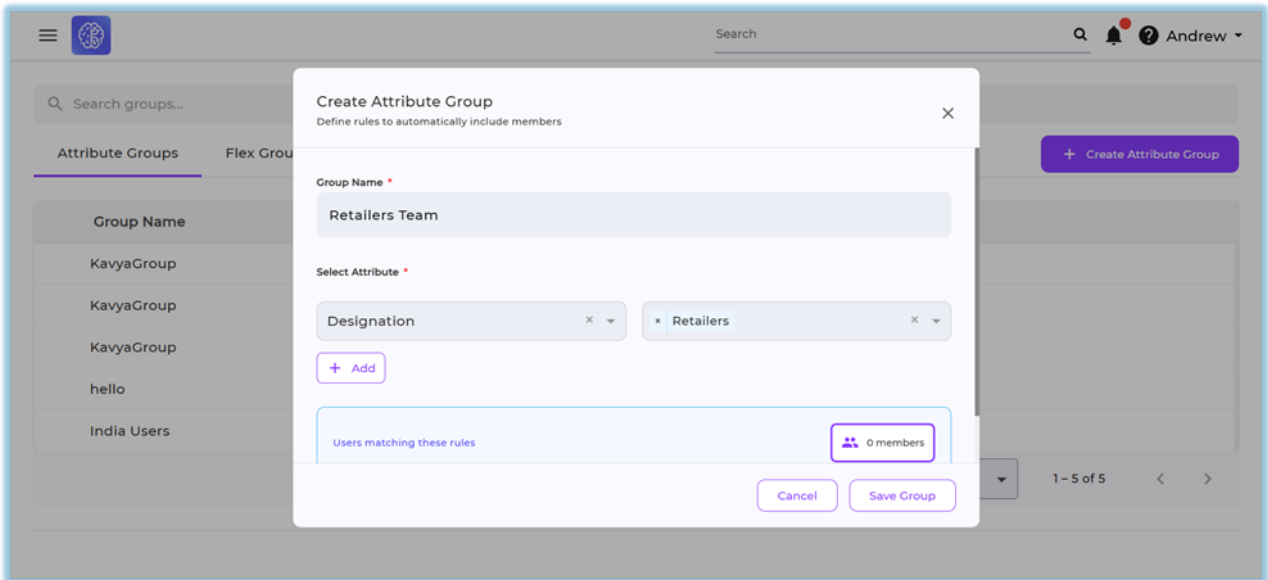 Search
Andrew
Search groups...
Attribute Groups
Flex Grou
+ Create Attribute Group
Group Name
KavyaGroup
KavyaGroup
KavyaGroup
hello
India Users
1 – 5 of 5
Create Attribute Group
Define rules to automatically include members
Group Name *
Retailers Team
Select Attribute *
Designation
× Retailers
+ Add
Users matching these rules
0 members
Cancel
Save Group